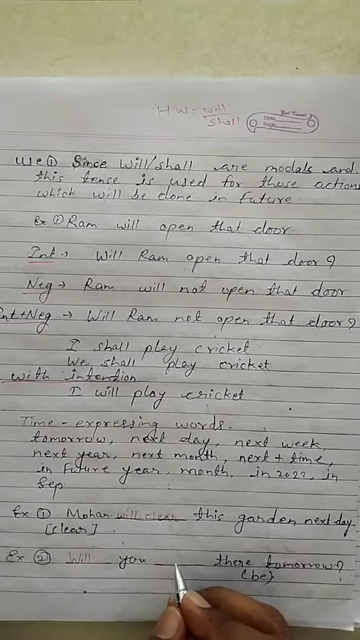 H.W = will
shall
Use ① Since will/shall are modals and
this tense is used for those actions
which will be done in future.
Ex ① Ram will open that door.
Int → Will Ram open that door?
Neg → Ram will not open that door
Int+Neg → Will Ram not open that door?
I shall play cricket.
We shall play cricket
with intention
I will play cricket
Time-expressing words.
tomorrow, next day, next week
next year, next month, next + time,
in future year, month, in 2022, in
Sep
Ex ① Mohan will clear this garden next day.
[clear]
Ex ② Will you ___ there tomorrow?
(be)